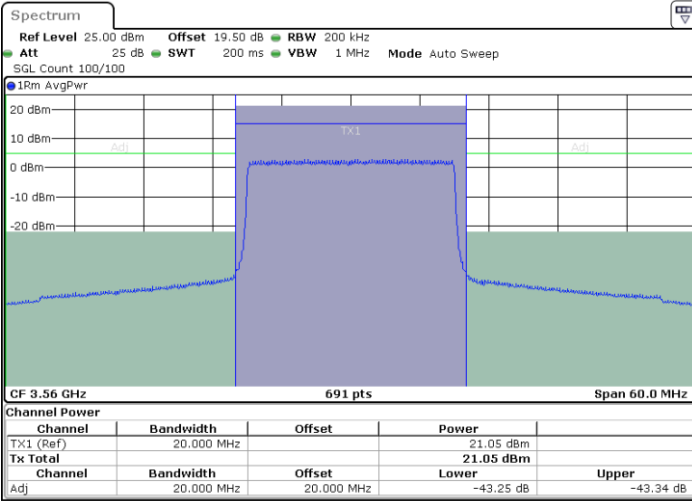 Spectrum
Ref Level 25.00 dBm Offset 19.50 dB RBW 200 kHz
Att 25 dB SWT 200 ms VBW 1 MHz Mode Auto Sweep
SGL Count 100/100
1Rm AvgPwr
20 dBm
TX1
10 dBm
Adj Adj
0 dBm
-10 dBm
-20 dBm
CF 3.56 GHz 691 pts Span 60.0 MHz
Channel Power
Channel Bandwidth Offset Power
TX1 (Ref) 20.000 MHz 21.05 dBm
Tx Total 21.05 dBm
Channel Bandwidth Offset Lower Upper
Adj 20.000 MHz 20.000 MHz -43.25 dB -43.34 dB